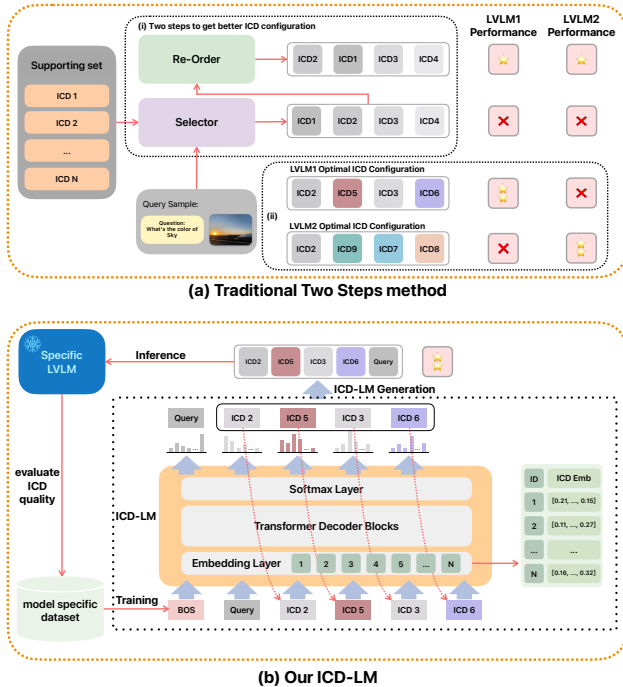 (i) Two steps to get better ICD configuration
LVLM1
Performance
LVLM2
Performance
Supporting set
ICD 1
ICD 2
...
ICD N
Re-Order
ICD2
ICD1
ICD3
ICD4
Selector
ICD1
ICD2
ICD3
ICD4
Query Sample:
Question:
What's the color of
Sky
(ii)
LVLM1 Optimal ICD Configuration
ICD2
ICD5
ICD3
ICD6
LVLM2 Optimal ICD Configuration
ICD2
ICD9
ICD7
ICD8
(a) Traditional Two Steps method
Specific
LVLM
Inference
ICD2
ICD5
ICD3
ICD6
Query
ICD-LM Generation
Query
ICD 2
ICD 5
ICD 3
ICD 6
evaluate
ICD
quality
ICD-LM
Softmax Layer
Transformer Decoder Blocks
Embedding Layer
1
2
3
4
5
...
N
ID
ICD Emb
1
[0.21, ..., 0.15]
2
[0.11, ..., 0.27]
...
...
N
[0.16, ..., 0.32]
model specific
dataset
Training
BOS
Query
ICD 2
ICD 5
ICD 3
ICD 6
(b) Our ICD-LM